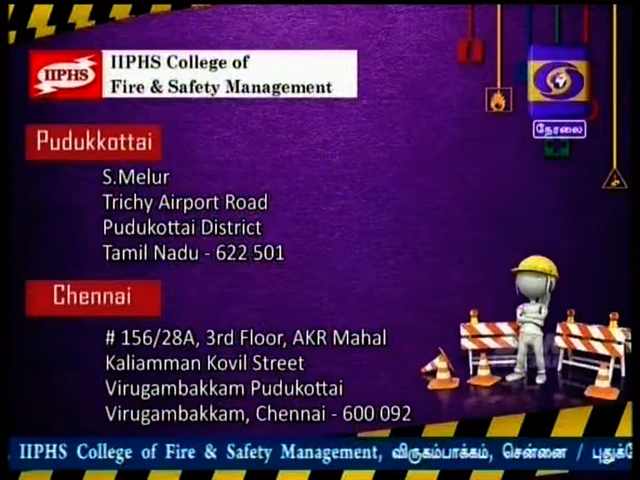 IIPHS
IIPHS College of
Fire & Safety Management
நேரலை
Pudukkottai
S.Melur
Trichy Airport Road
Pudukottai District
Tamil Nadu - 622 501
Chennai
# 156/28A, 3rd Floor, AKR Mahal
Kaliamman Kovil Street
Virugambakkam Pudukottai
Virugambakkam, Chennai - 600 092
IIPHS College of Fire & Safety Management, விருகம்பாக்கம், சென்னை /